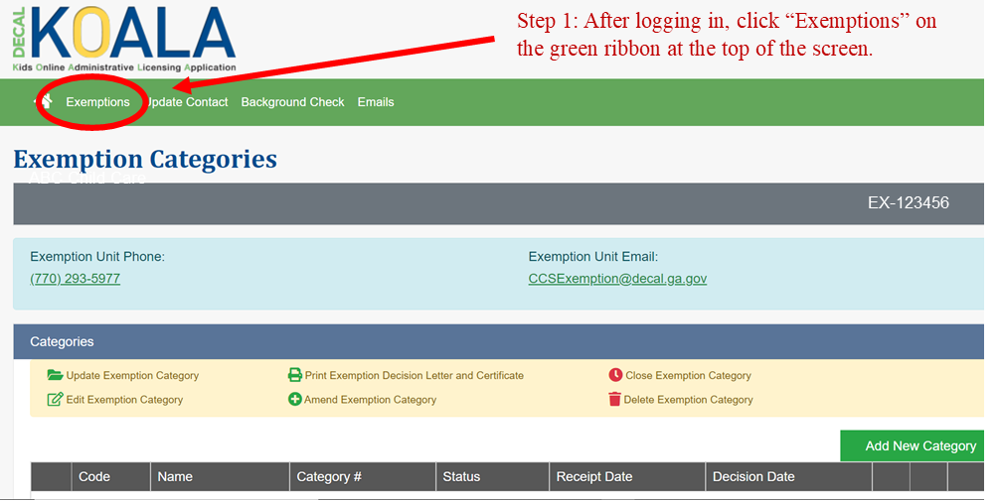 DECAL
KOALA
Kids Online Administrative Licensing Application
Step 1: After logging in, click “Exemptions” on
the green ribbon at the top of the screen.
Exemptions Update Contact Background Check Emails
Exemption Categories
ABC Child Care
EX-123456
Exemption Unit Phone: Exemption Unit Email:
(770) 293-5977 CCSExemption@decal.ga.gov
Categories
Update Exemption Category Print Exemption Decision Letter and Certificate Close Exemption Category
Edit Exemption Category Amend Exemption Category Delete Exemption Category
Add New Category
Code Name Category # Status Receipt Date Decision Date